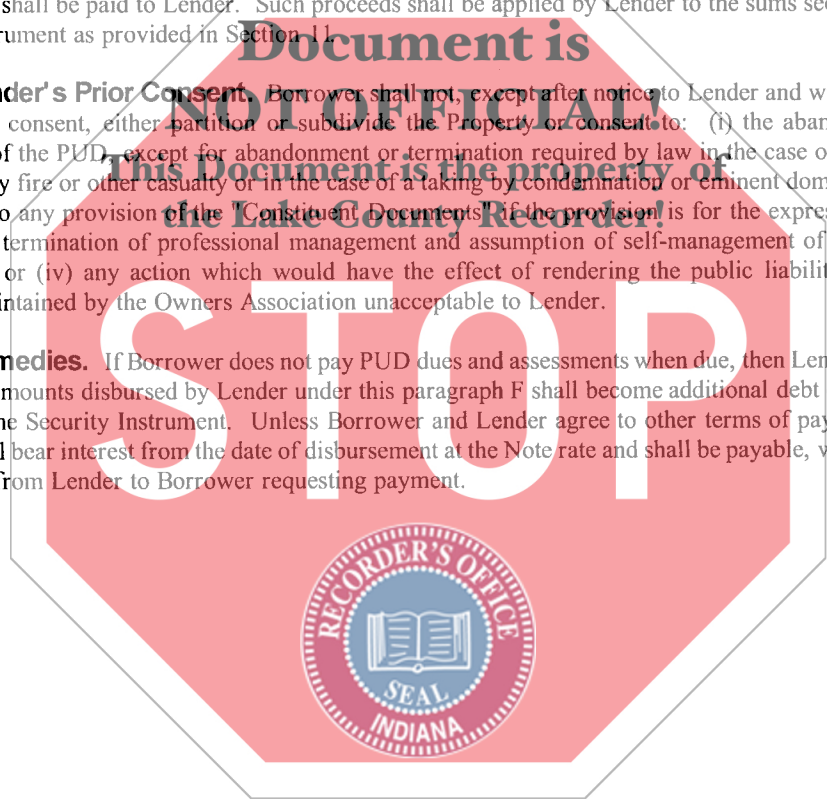 shall be paid to Lender. Such proceeds shall be applied by Lender to the sums sec
rument as provided in Section 11.
Document is
NOT OFFICIAL!
This Document is the property of
the Lake County Recorder!
der's Prior Consent. Borrower shall not, except after notice to Lender and w
consent, either partition or subdivide the Property or consent to: (i) the aban
of the PUD, except for abandonment or termination required by law in the case o
y fire or other casualty or in the case of a taking by condemnation or eminent dom
o any provision of the "Constituent Documents" if the provision is for the expre
termination of professional management and assumption of self-management of
or (iv) any action which would have the effect of rendering the public liabilit
intained by the Owners Association unacceptable to Lender.
STOP
medies. If Borrower does not pay PUD dues and assessments when due, then Len
mounts disbursed by Lender under this paragraph F shall become additional debt
he Security Instrument. Unless Borrower and Lender agree to other terms of pay
l bear interest from the date of disbursement at the Note rate and shall be payable, w
from Lender to Borrower requesting payment.
RECORDER'S OFFICE
SEAL
INDIANA